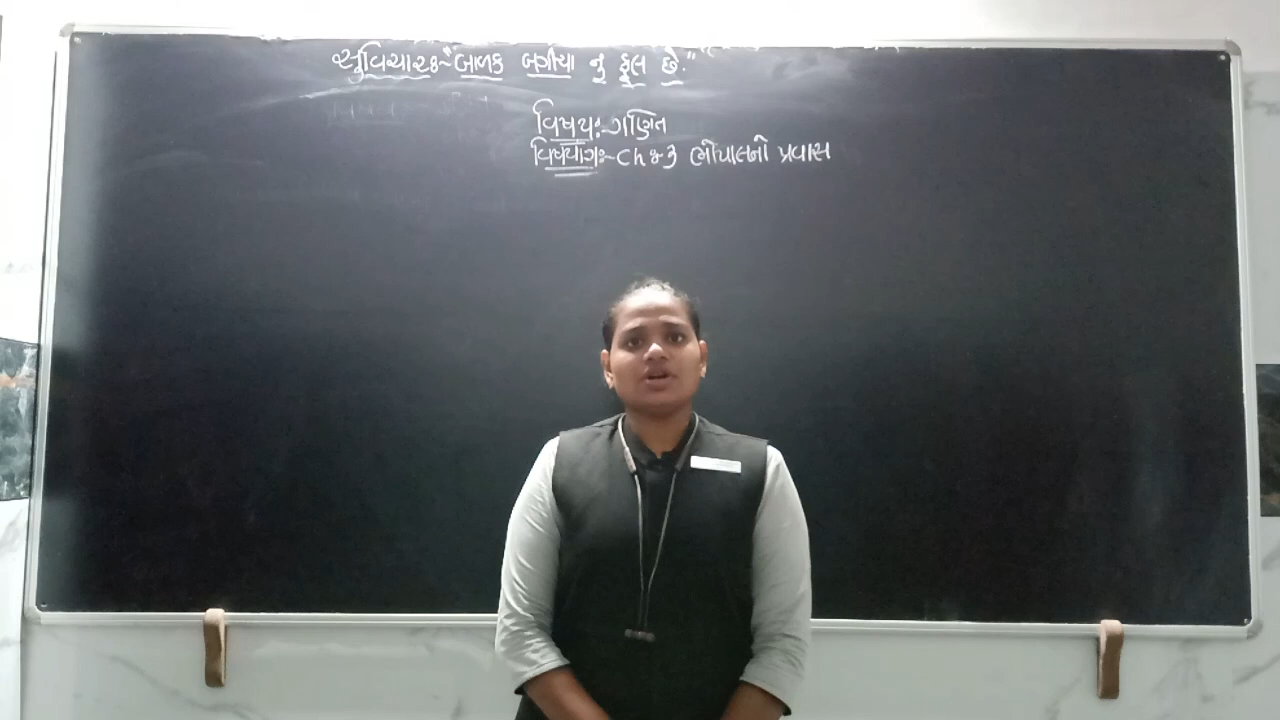 સુવિચારઃ- "બાળક બગીચા નુ ફૂલ છે."
વિષયઃ- ગણિત
વિષયાંગઃ- Ch ઃ 3 ભોપાલનો પ્રવાસ